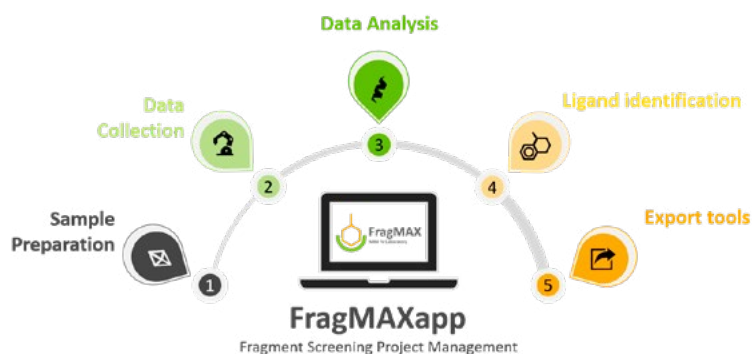 Data Analysis
Data
Collection
Ligand identification
3
2
4
Sample
Preparation
FragMAX
Export tools
1
5
FragMAXapp
Fragment Screening Project Management